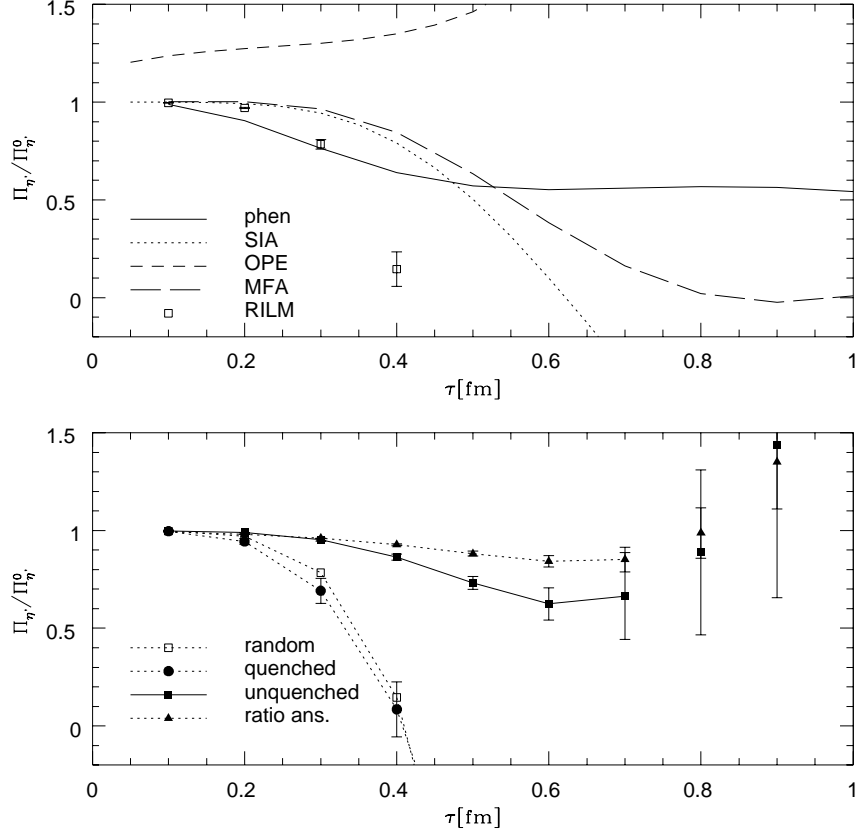 1.5
1
0.5
0
Π_η'/Π⁰_η'
phen
SIA
OPE
MFA
RILM
0 0.2 0.4 0.6 0.8 1
τ[fm]
1.5
1
0.5
0
Π_η'/Π⁰_η'
random
quenched
unquenched
ratio ans.
0 0.2 0.4 0.6 0.8 1
τ[fm]